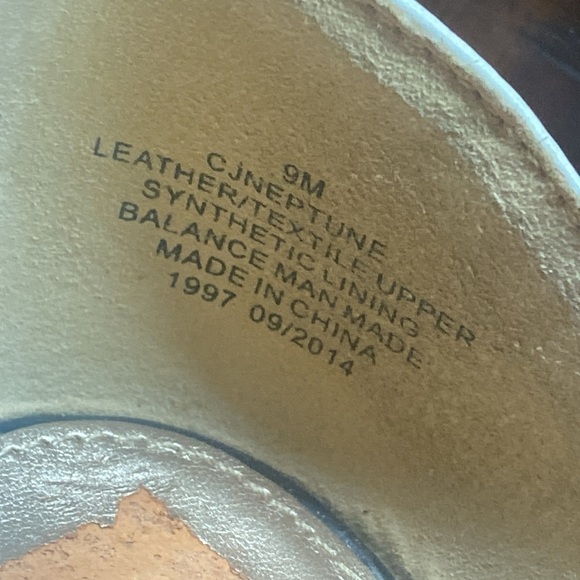 9M
CJNEPTUNE
LEATHER/TEXTILE UPPER
SYNTHETIC LINING
BALANCE MAN MADE
MADE IN CHINA
1997 09/2014